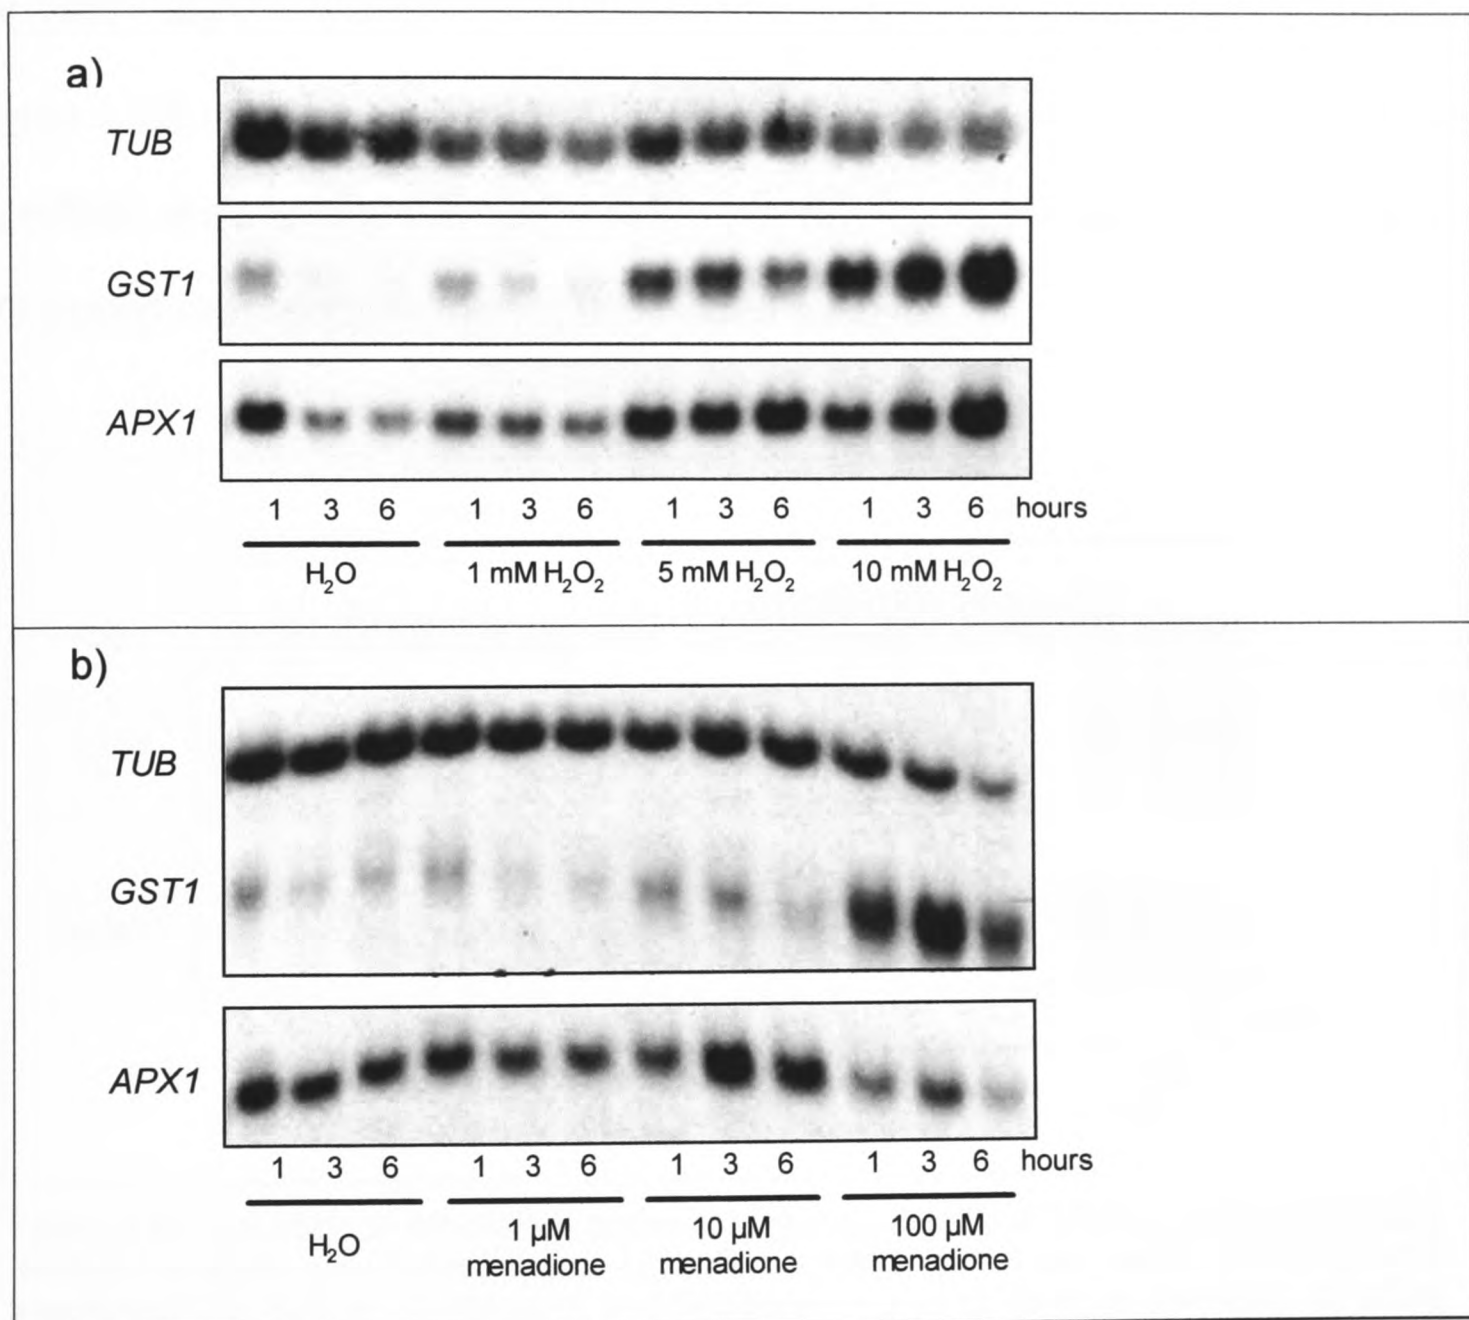 a)
TUB
GST1
APX1
1 3 6 1 3 6 1 3 6 1 3 6 hours
H₂O 1 mM H₂O₂ 5 mM H₂O₂ 10 mM H₂O₂
b)
TUB
GST1
APX1
1 3 6 1 3 6 1 3 6 1 3 6 hours
H₂O 1 µM menadione 10 µM menadione 100 µM menadione